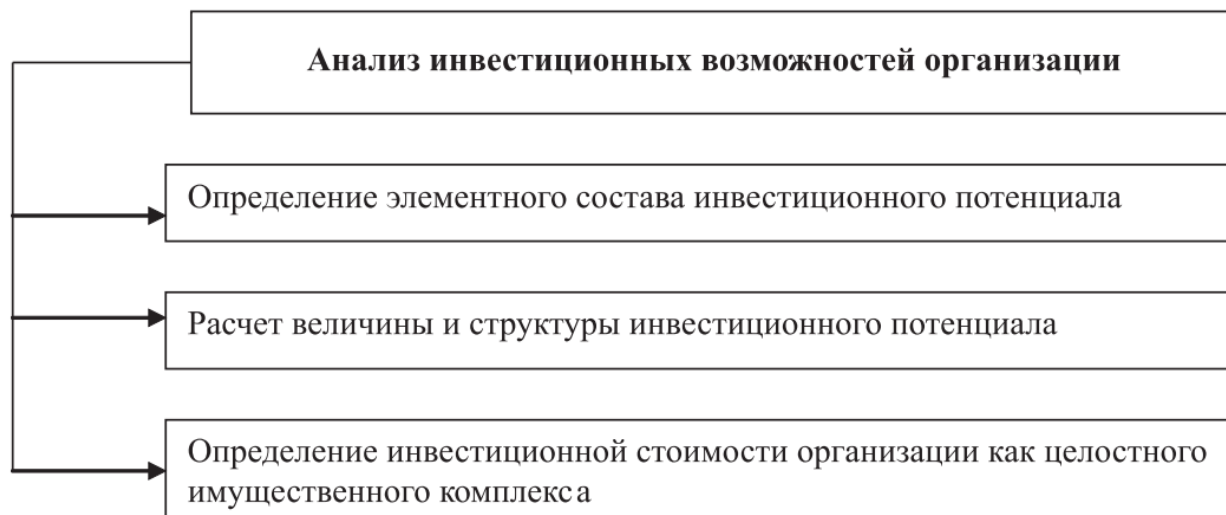 Анализ инвестиционных возможностей организации
Определение элементного состава инвестиционного потенциала
Расчет величины и структуры инвестиционного потенциала
Определение инвестиционной стоимости организации как целостного
имущественного комплекса